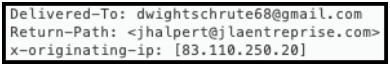 Delivered-To: dwightschrute68@gmail.com
Return-Path: <jhalpert@jlaentreprise.com>
x-originating-ip: [83.110.250.20]